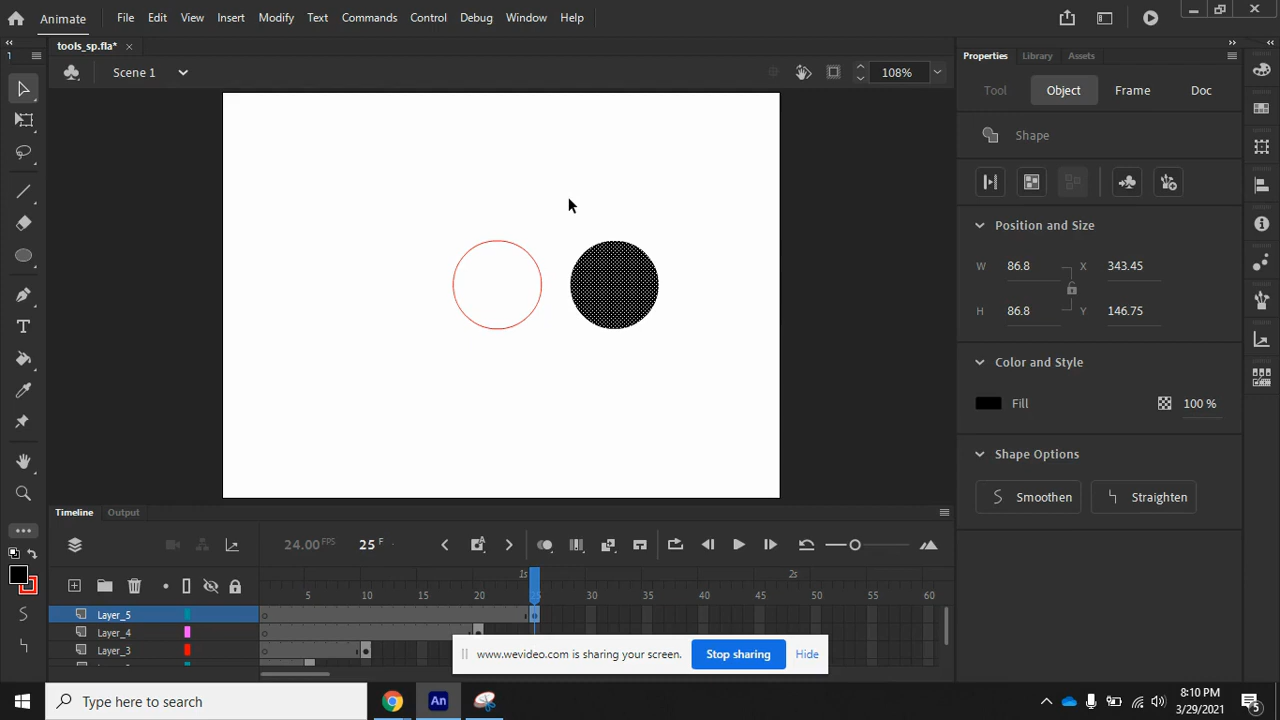 Animate File Edit View Insert Modify Text Commands Control Debug Window Help
tools_sp.fla*
Scene 1 108%
Properties Library Assets
Tool Object Frame Doc
Shape
Position and Size
W 86.8 X 343.45
H 86.8 Y 146.75
Color and Style
Fill 100 %
Shape Options
Smoothen Straighten
Timeline Output
24.00 FPS 25 F
1s 2s
5 10 15 20 25 30 35 40 45 50 55 60
Layer_5
Layer_4
Layer_3
www.wevideo.com is sharing your screen. Stop sharing Hide
Type here to search
An
8:10 PM
3/29/2021
5